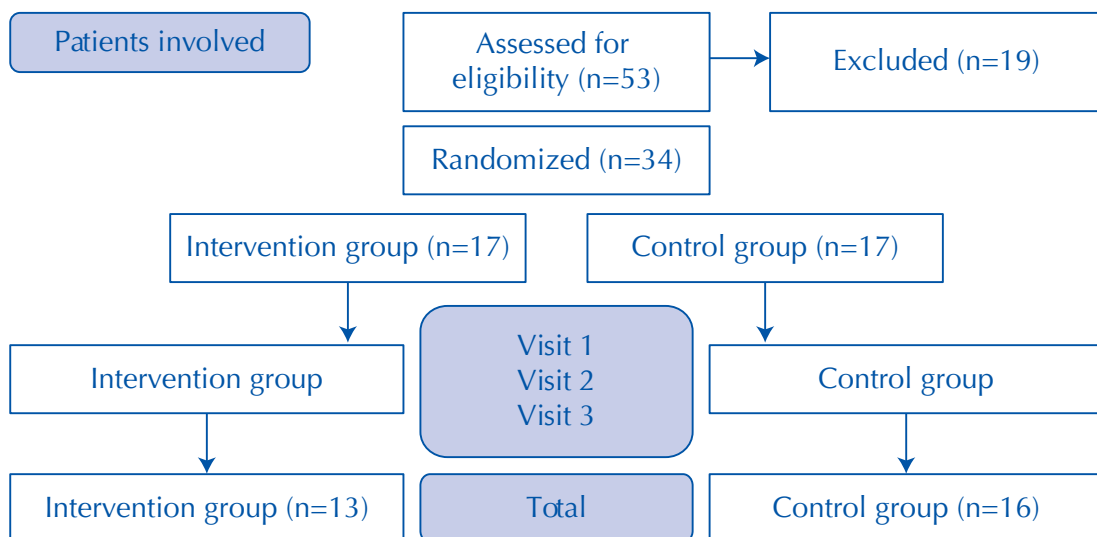 Patients involved
Assessed for
eligibility (n=53)
Excluded (n=19)
Randomized (n=34)
Intervention group (n=17)
Control group (n=17)
Visit 1
Visit 2
Visit 3
Intervention group
Control group
Intervention group (n=13)
Total
Control group (n=16)